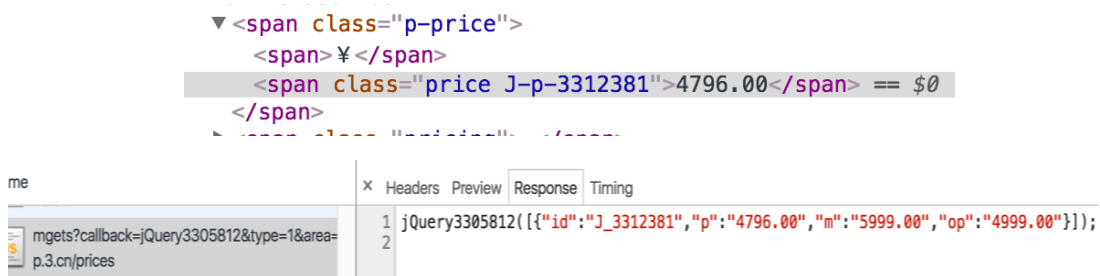 ▼<span class="p-price">
<span>¥</span>
<span class="price J-p-3312381">4796.00</span> == $0
</span>
me
× Headers Preview Response Timing
1 jQuery3305812([{"id":"J_3312381","p":"4796.00","m":"5999.00","op":"4999.00"}]);
2
mgets?callback=jQuery3305812&type=1&area=
p.3.cn/prices